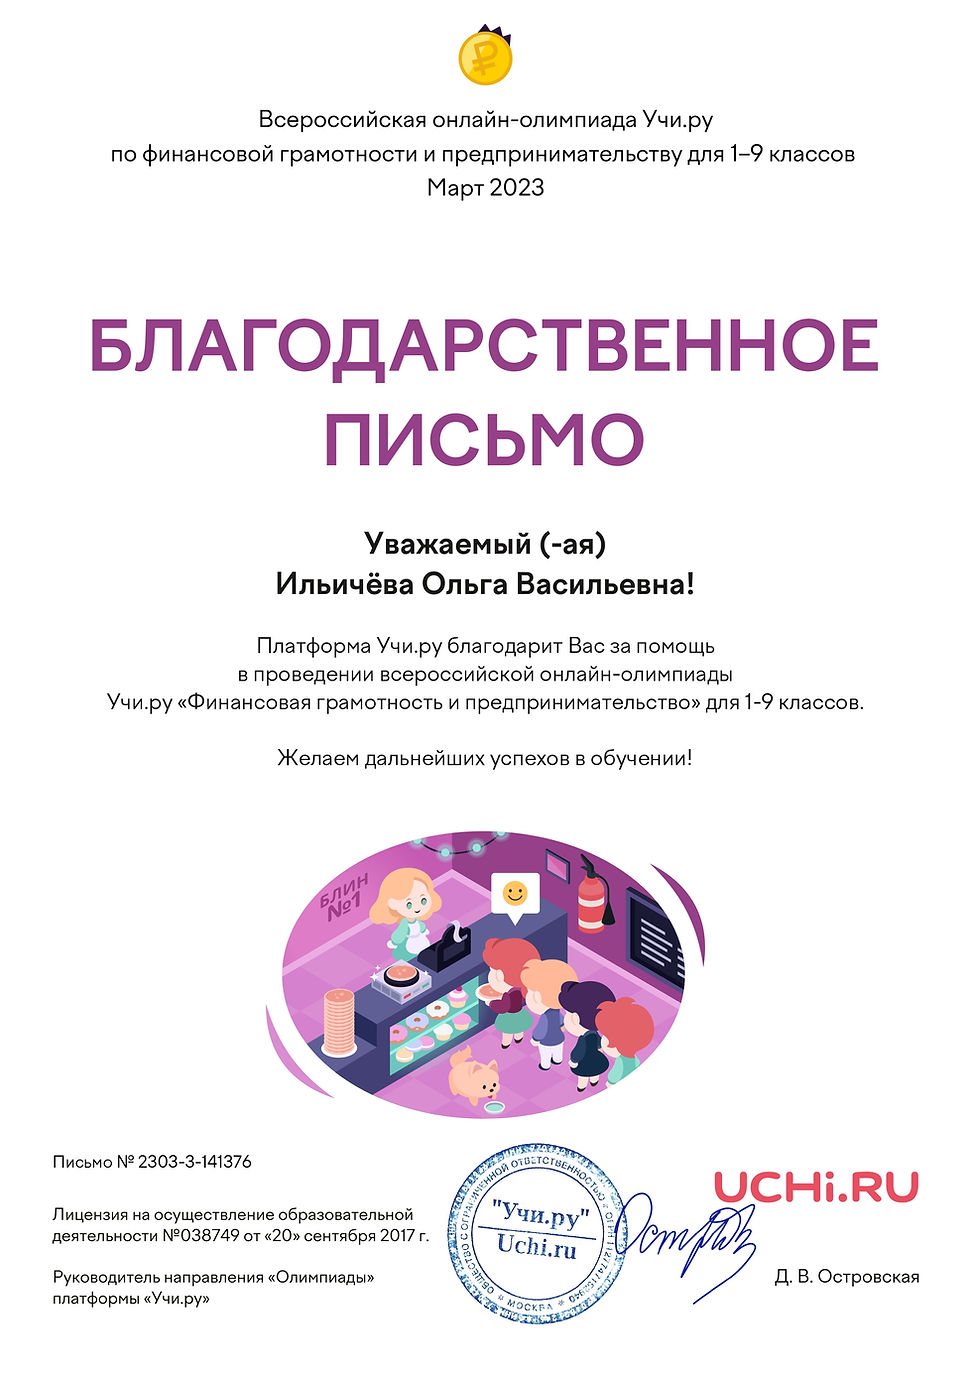 Всероссийская онлайн-олимпиада Учи.ру
по финансовой грамотности и предпринимательству для 1–9 классов
Март 2023
БЛАГОДАРСТВЕННОЕ
ПИСЬМО
Уважаемый (-ая)
Ильичёва Ольга Васильевна!
Платформа Учи.ру благодарит Вас за помощь
в проведении всероссийской онлайн-олимпиады
Учи.ру «Финансовая грамотность и предпринимательство» для 1-9 классов.
Желаем дальнейших успехов в обучении!
БЛИН
№1
Письмо № 2303-3-141376
Лицензия на осуществление образовательной
деятельности №038749 от «20» сентября 2017 г.
Руководитель направления «Олимпиады»
платформы «Учи.ру»
ОБЩЕСТВО С ОГРАНИЧЕННОЙ ОТВЕТСТВЕННОСТЬЮ
"Учи.ру"
Uchi.ru
МОСКВА
UCHi.RU
Д. В. Островская